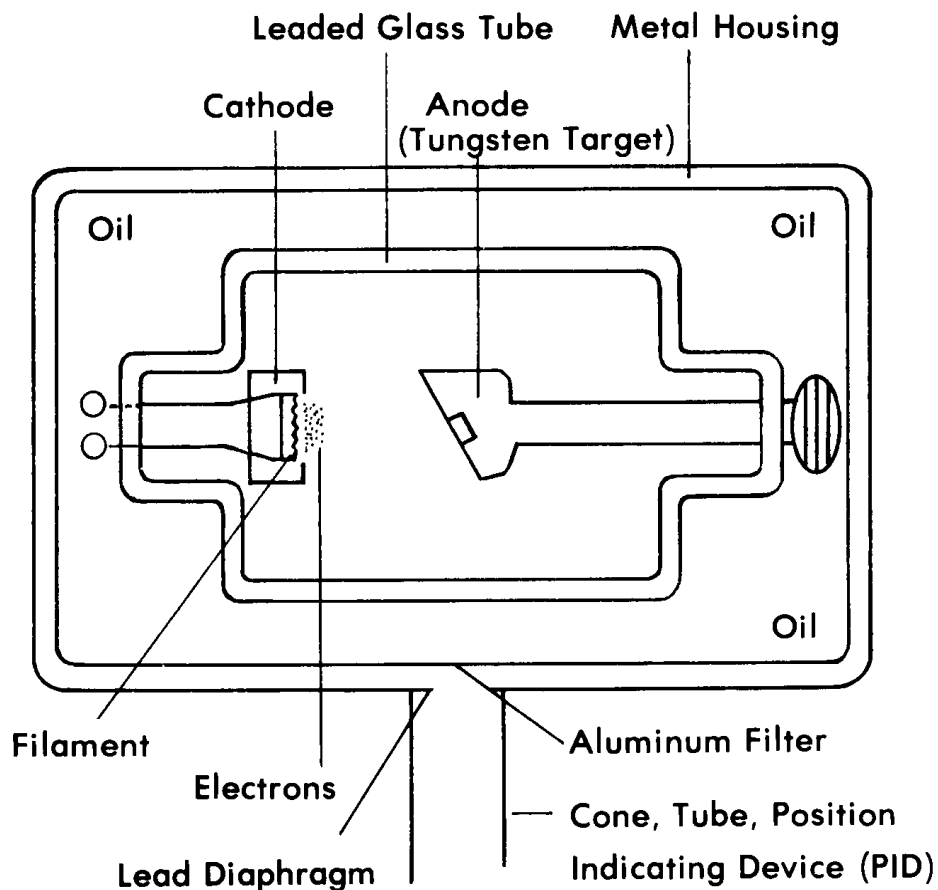 Leaded Glass Tube
Metal Housing
Cathode
Anode
(Tungsten Target)
Oil
Oil
Oil
Filament
Electrons
Lead Diaphragm
Aluminum Filter
Cone, Tube, Position
Indicating Device (PID)